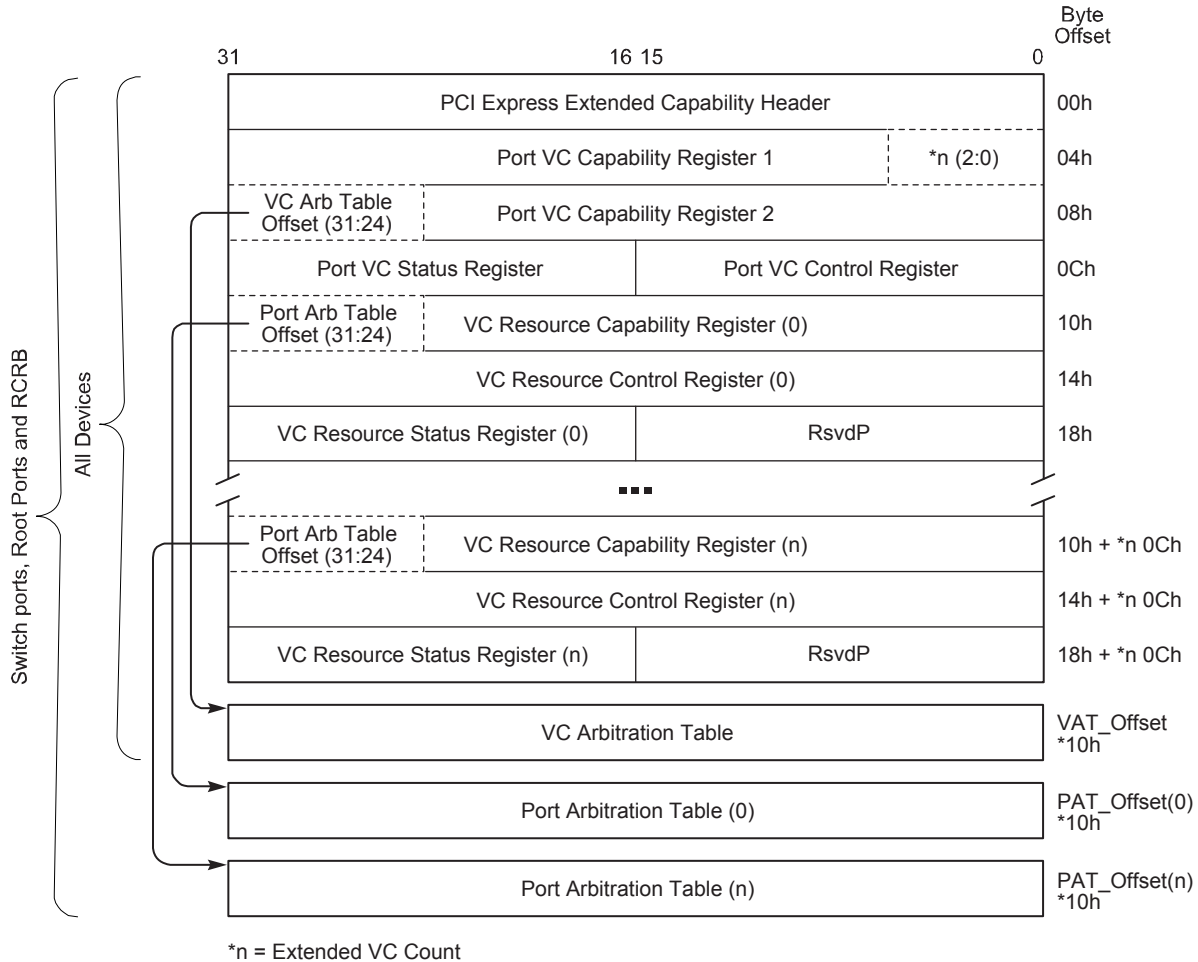 Byte
Offset
31 16 15 0
PCI Express Extended Capability Header 00h
Port VC Capability Register 1 *n (2:0) 04h
VC Arb Table
Offset (31:24) Port VC Capability Register 2 08h
Port VC Status Register Port VC Control Register 0Ch
Port Arb Table
Offset (31:24) VC Resource Capability Register (0) 10h
VC Resource Control Register (0) 14h
VC Resource Status Register (0) RsvdP 18h
...
Port Arb Table
Offset (31:24) VC Resource Capability Register (n) 10h + *n 0Ch
VC Resource Control Register (n) 14h + *n 0Ch
VC Resource Status Register (n) RsvdP 18h + *n 0Ch
VC Arbitration Table VAT_Offset
*10h
Port Arbitration Table (0) PAT_Offset(0)
*10h
Port Arbitration Table (n) PAT_Offset(n)
*10h
Switch ports, Root Ports and RCRB
All Devices
*n = Extended VC Count